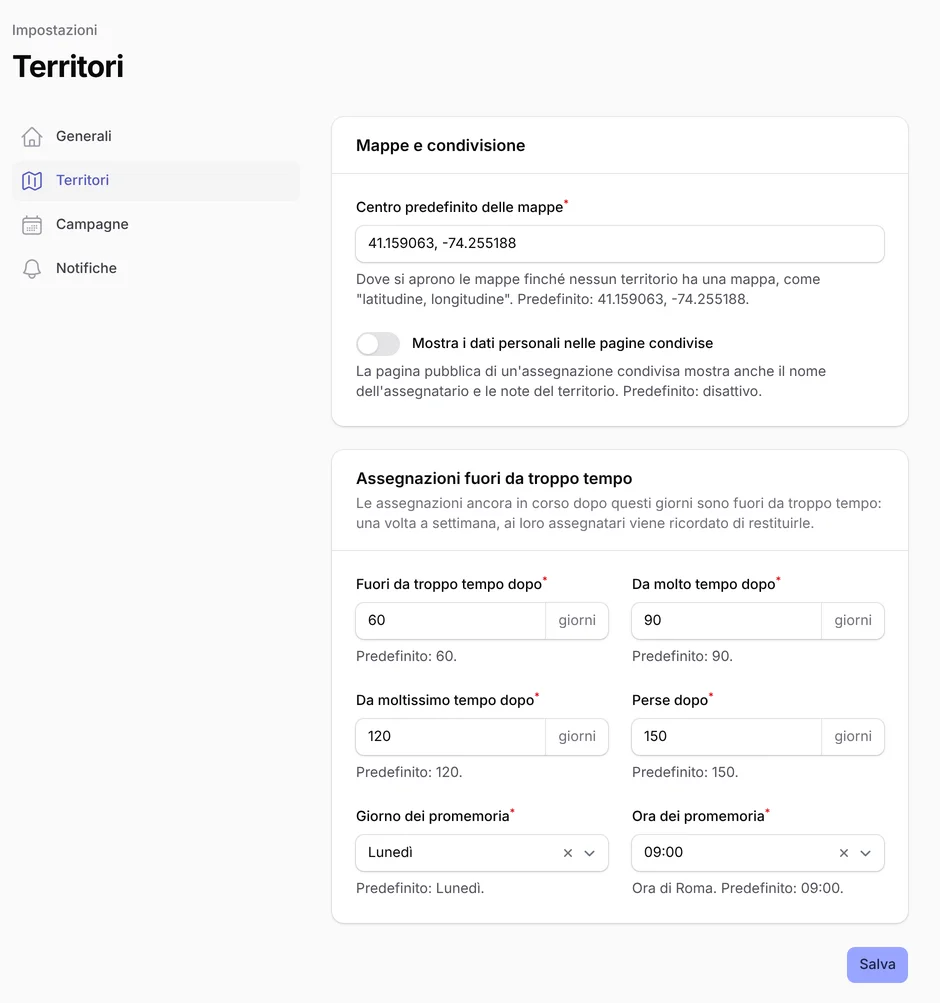 Impostazioni
Territori
Generali
Territori
Campagne
Notifiche
Mappe e condivisione
Centro predefinito delle mappe*
41.159063, -74.255188
Dove si aprono le mappe finché nessun territorio ha una mappa, come
"latitudine, longitudine". Predefinito: 41.159063, -74.255188.
Mostra i dati personali nelle pagine condivise
La pagina pubblica di un'assegnazione condivisa mostra anche il nome
dell'assegnatario e le note del territorio. Predefinito: disattivo.
Assegnazioni fuori da troppo tempo
Le assegnazioni ancora in corso dopo questi giorni sono fuori da troppo tempo:
una volta a settimana, ai loro assegnatari viene ricordato di restituirle.
Fuori da troppo tempo dopo*
60 giorni
Predefinito: 60.
Da molto tempo dopo*
90 giorni
Predefinito: 90.
Da moltissimo tempo dopo*
120 giorni
Predefinito: 120.
Perse dopo*
150 giorni
Predefinito: 150.
Giorno dei promemoria*
Lunedì
Predefinito: Lunedì.
Ora dei promemoria*
09:00
Ora di Roma. Predefinito: 09:00.
Salva